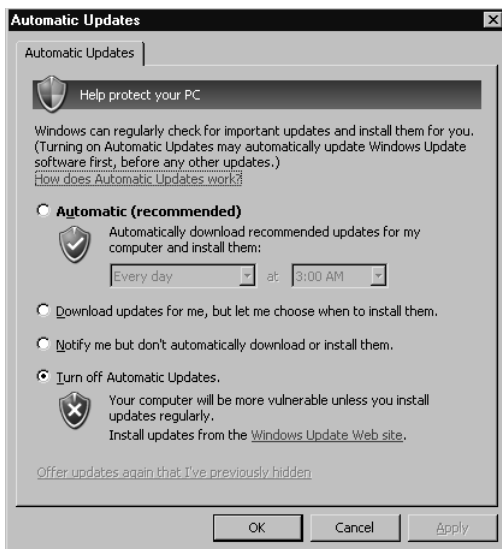 Automatic Updates
Automatic Updates
Help protect your PC
Windows can regularly check for important updates and install them for you.
(Turning on Automatic Updates may automatically update Windows Update
software first, before any other updates.)
How does Automatic Updates work?
Automatic (recommended)
Automatically download recommended updates for my
computer and install them:
Every day at 3:00 AM
Download updates for me, but let me choose when to install them.
Notify me but don't automatically download or install them.
Turn off Automatic Updates.
Your computer will be more vulnerable unless you install
updates regularly.
Install updates from the Windows Update Web site.
Offer updates again that I've previously hidden
OK Cancel Apply